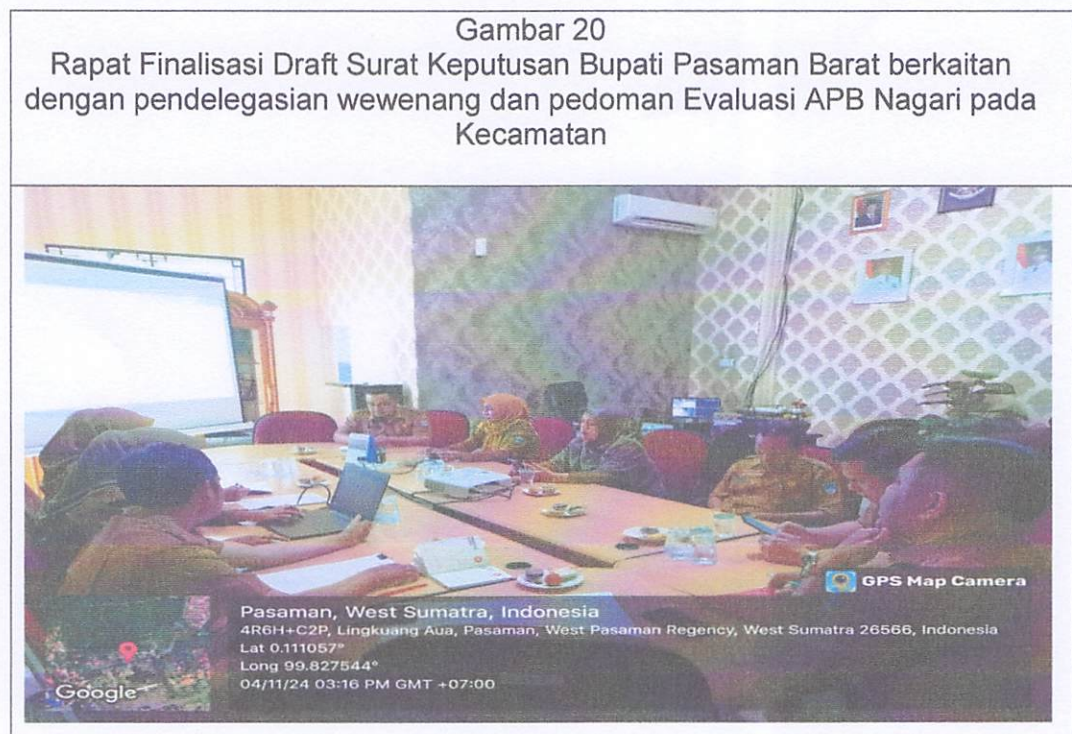 Gambar 20
Rapat Finalisasi Draft Surat Keputusan Bupati Pasaman Barat berkaitan
dengan pendelegasian wewenang dan pedoman Evaluasi APB Nagari pada
Kecamatan
GPS Map Camera
Pasaman, West Sumatra, Indonesia
4R6H+C2P, Lingkuang Aua, Pasaman, West Pasaman Regency, West Sumatra 26566, Indonesia
Lat 0.111057°
Long 99.827544°
04/11/24 03:16 PM GMT +07:00
Google